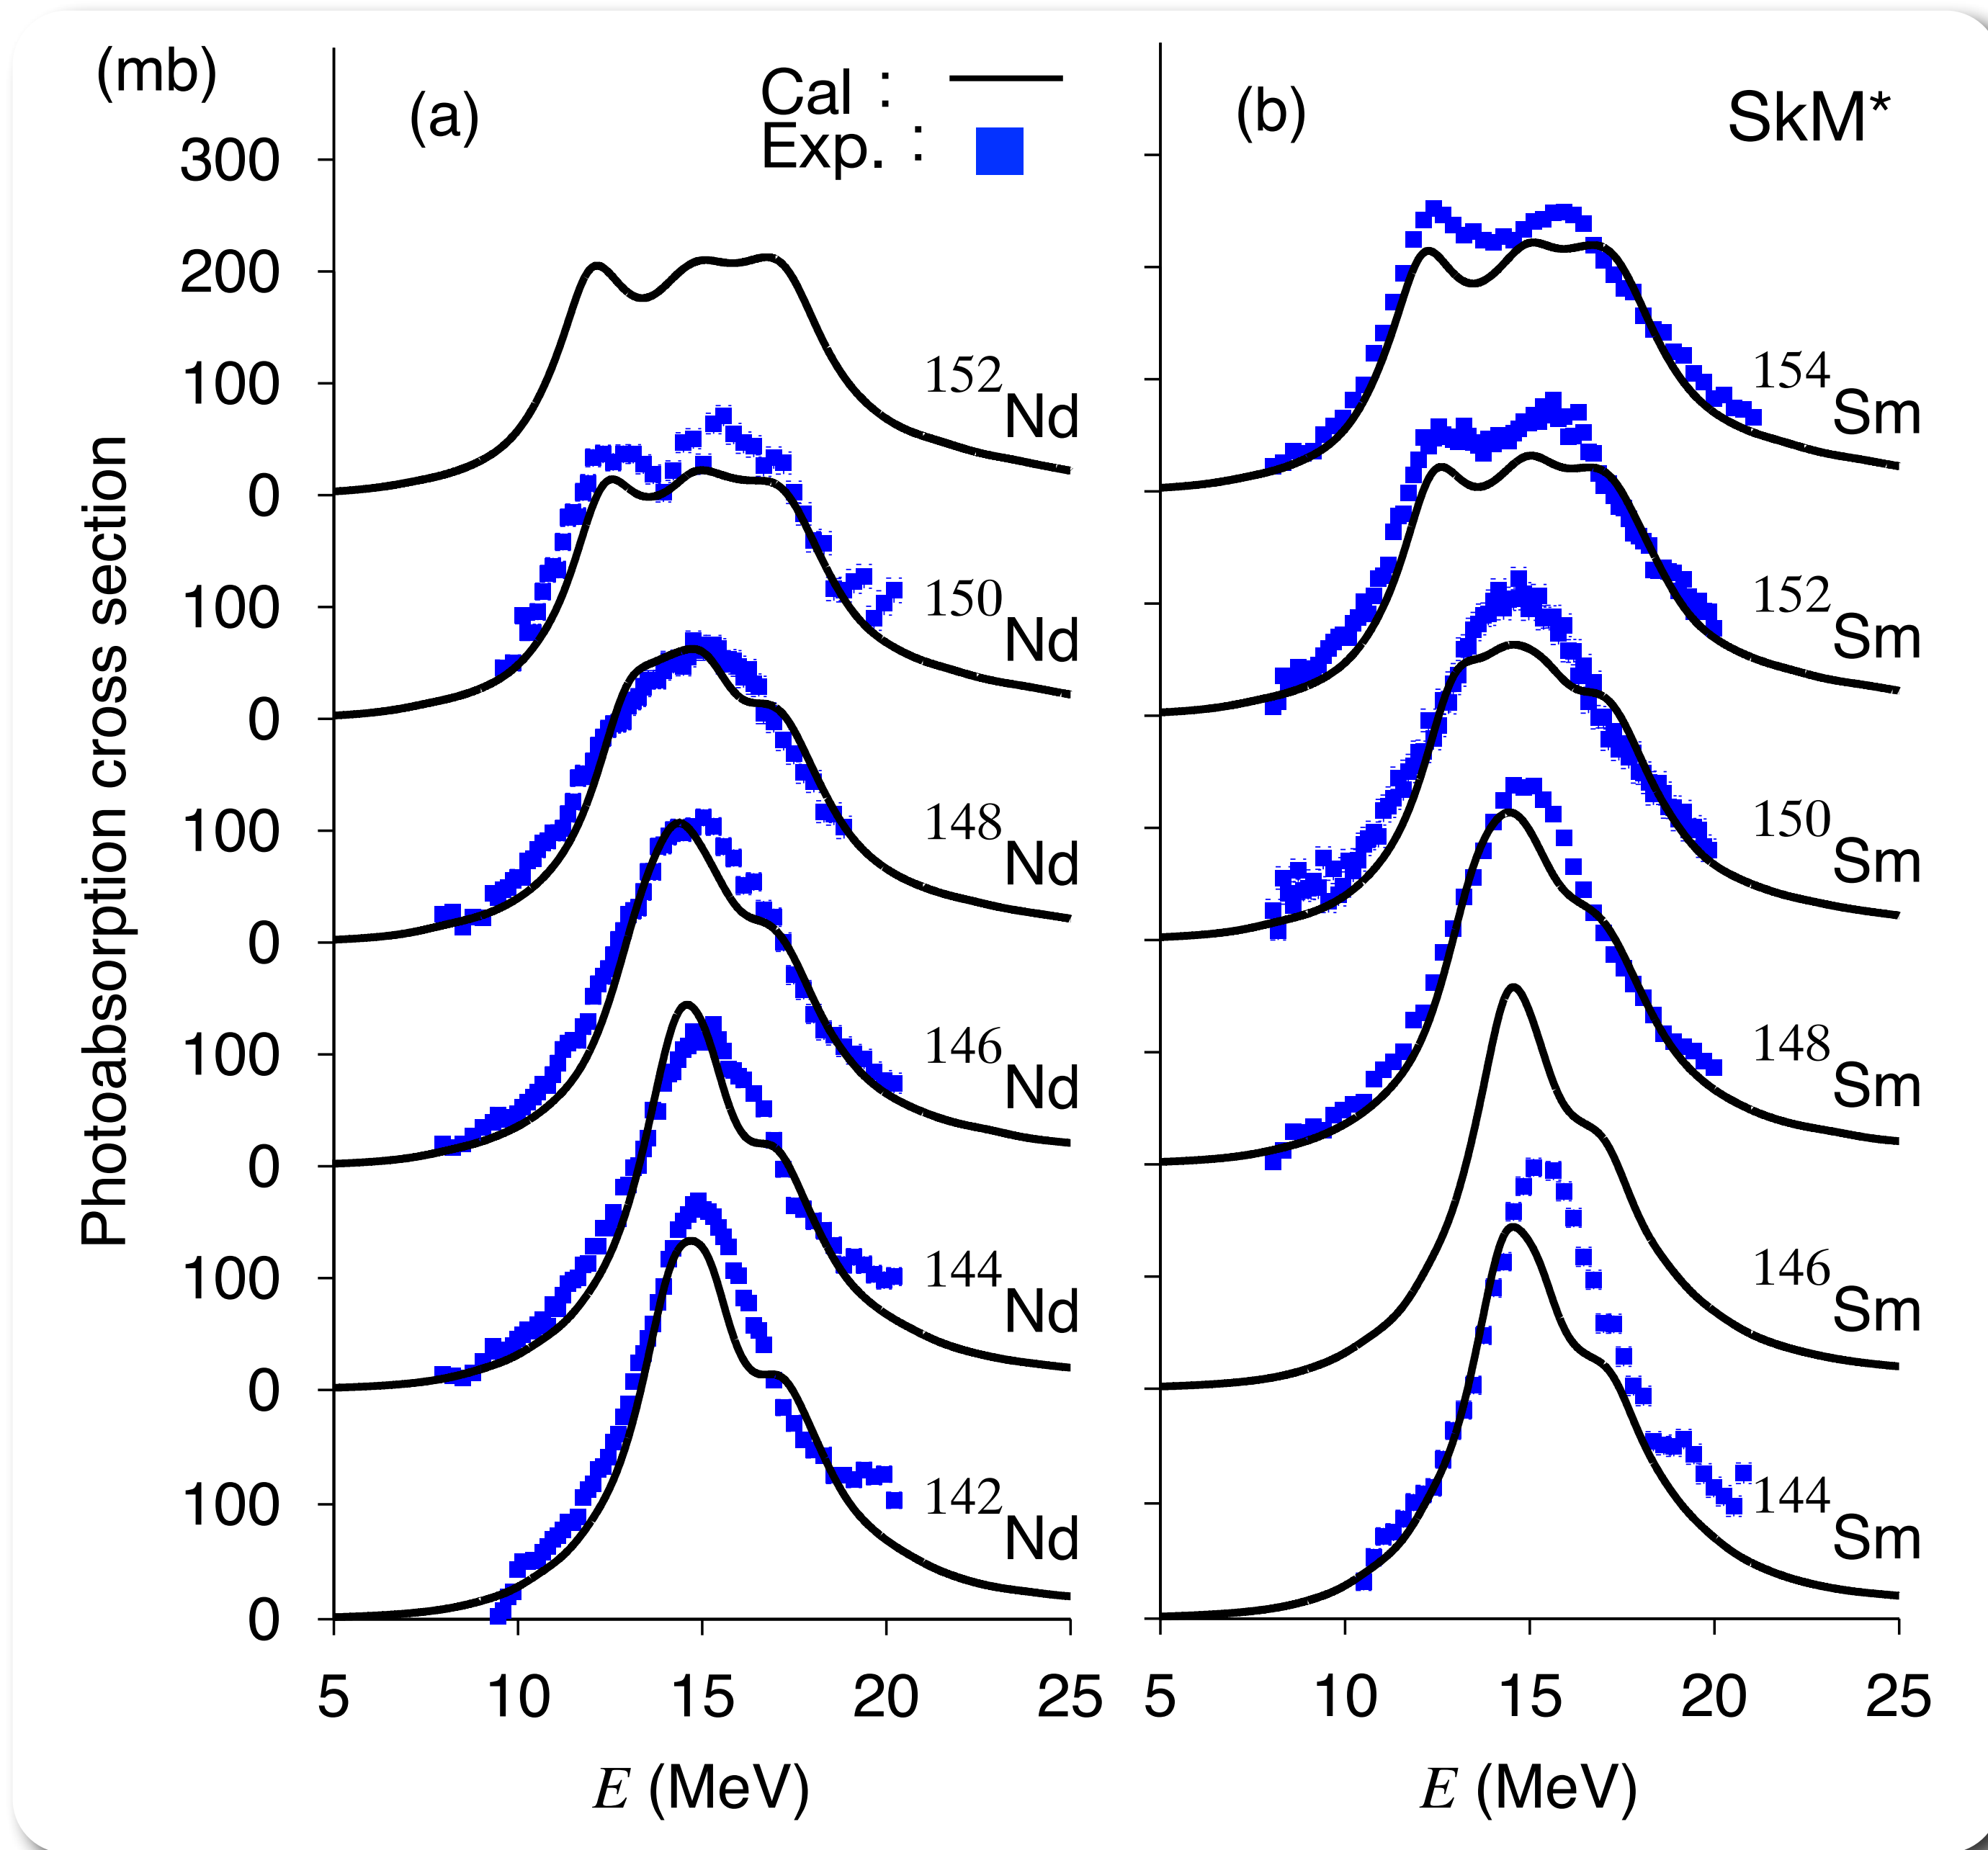 (mb)
(a)
Cal :
Exp. :
(b)
SkM*
Photoabsorption cross section
300
200
100
0
100
0
100
0
100
0
100
0
100
0
152Nd
150Nd
148Nd
146Nd
144Nd
142Nd
154Sm
152Sm
150Sm
148Sm
146Sm
144Sm
5 10 15 20 25
5 10 15 20 25
E (MeV)
E (MeV)